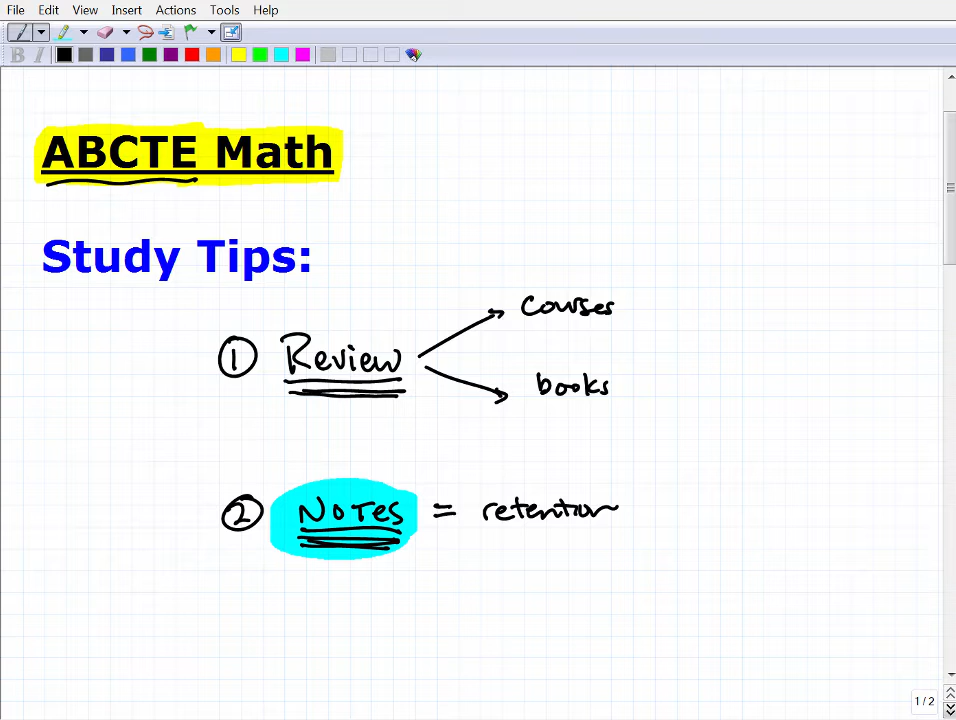 File Edit View Insert Actions Tools Help
B I
ABCTE Math
Study Tips:
courses
1 Review
books
2 Notes = retention
1 / 2